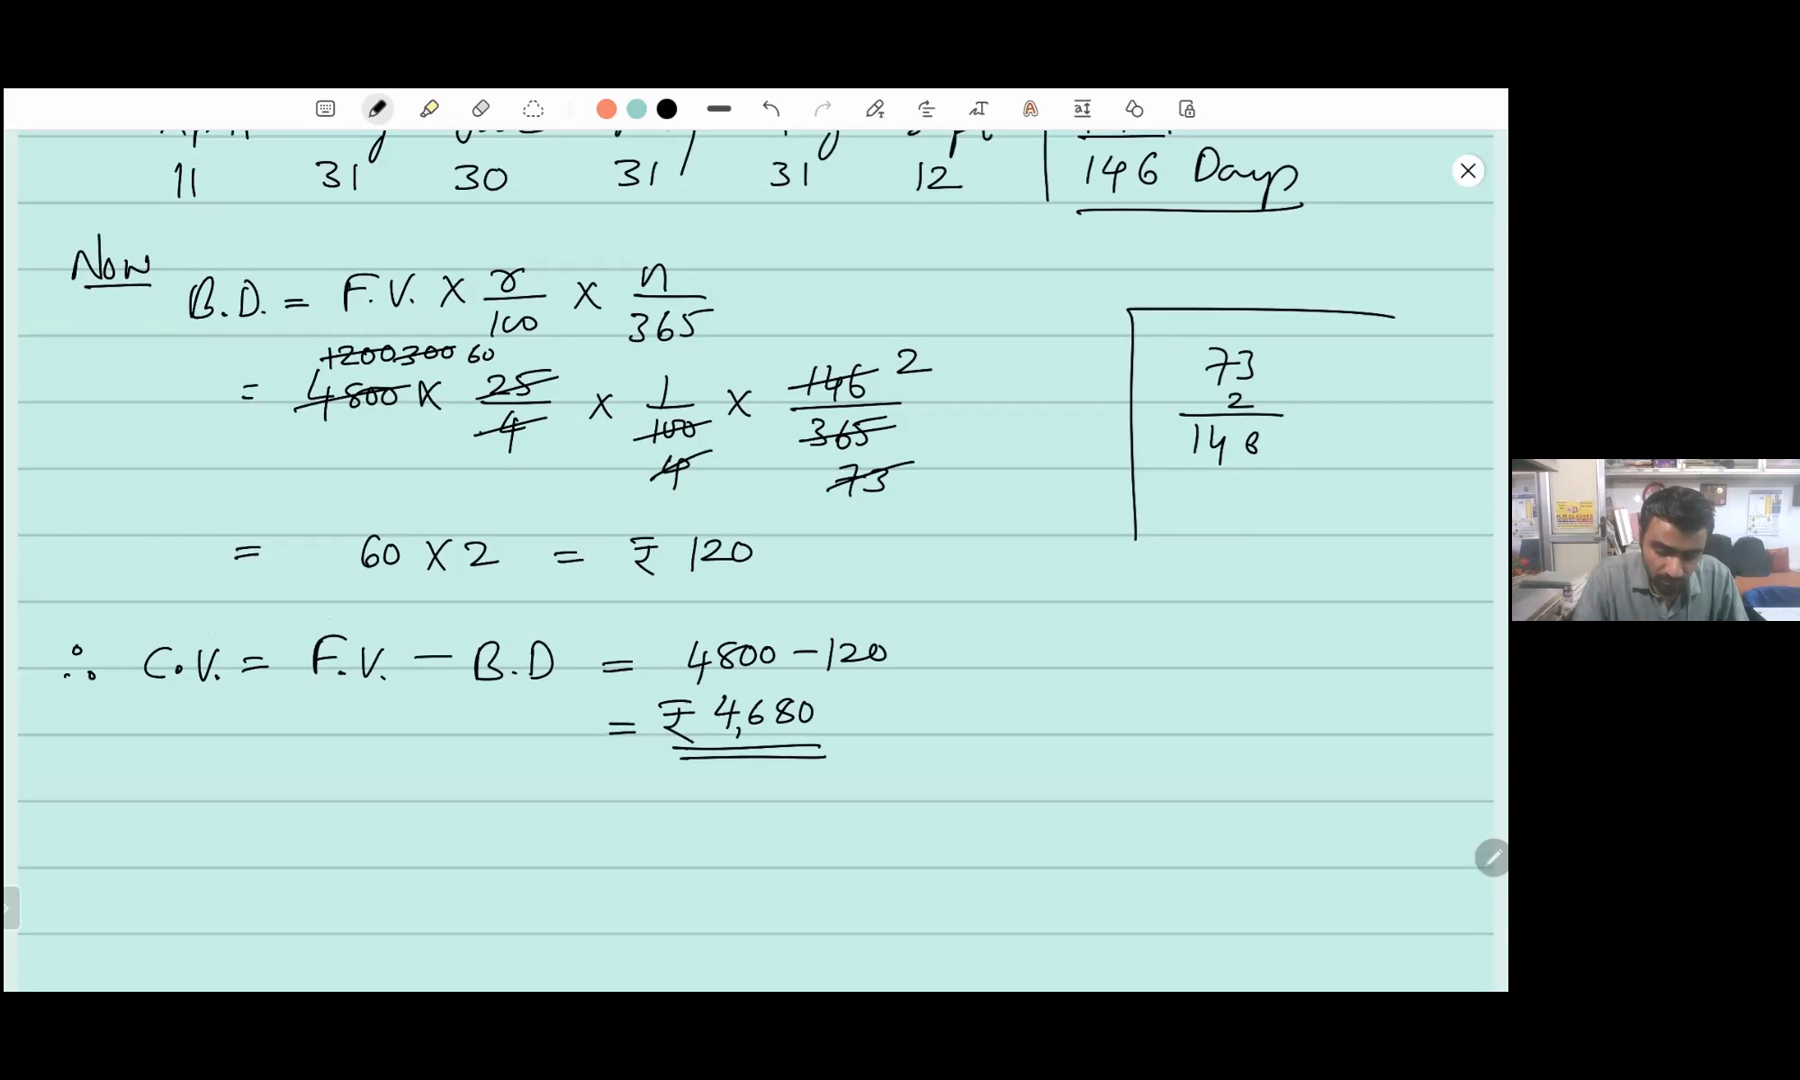 11 31 30 31 31 12 146 Days
Now
B.D. = F.V. × r/100 × n/365
1200 300 60
= 4800 × 25/4 × 1/100 × 146/365 2
4 73
= 60 × 2 = ₹ 120
∴ C.V. = F.V. — B.D = 4800 - 120
= ₹ 4,680
73
2
146